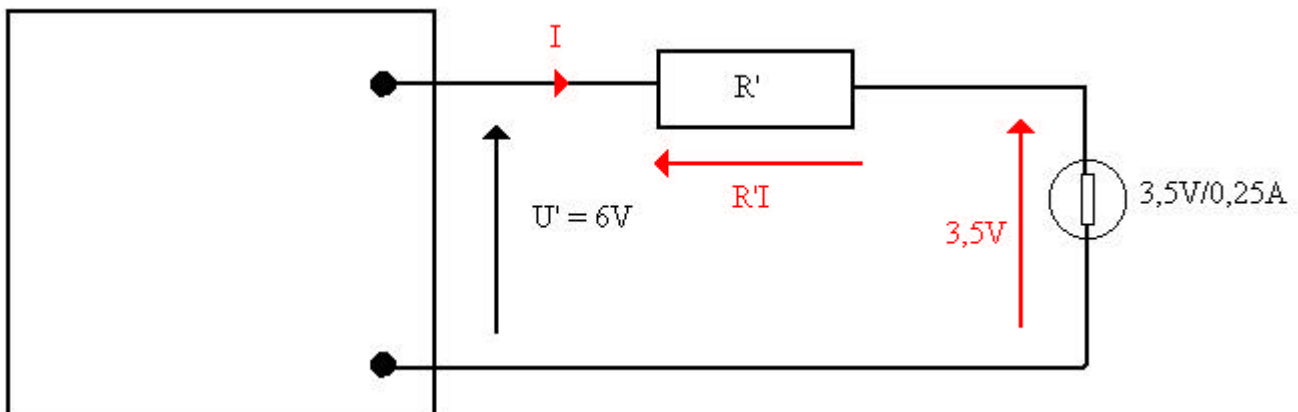 I
R'
R'I
U' = 6V
3,5V
3,5V/0,25A